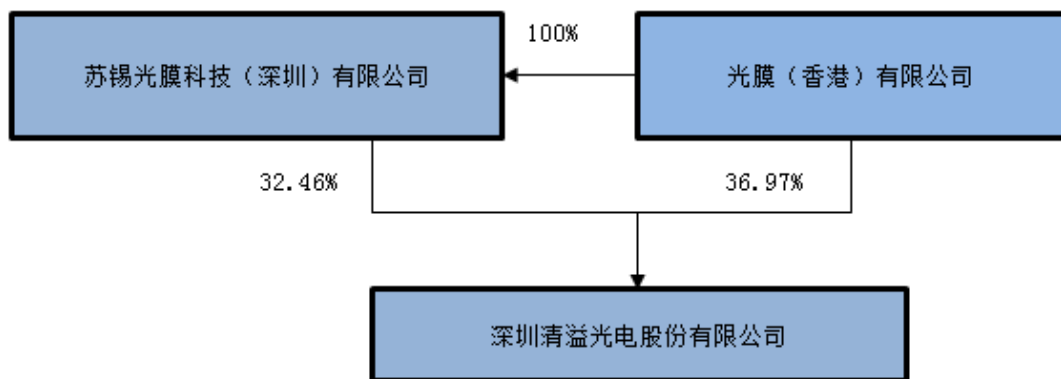 100%
苏锡光膜科技（深圳）有限公司
光膜（香港）有限公司
32.46%
36.97%
深圳清溢光电股份有限公司